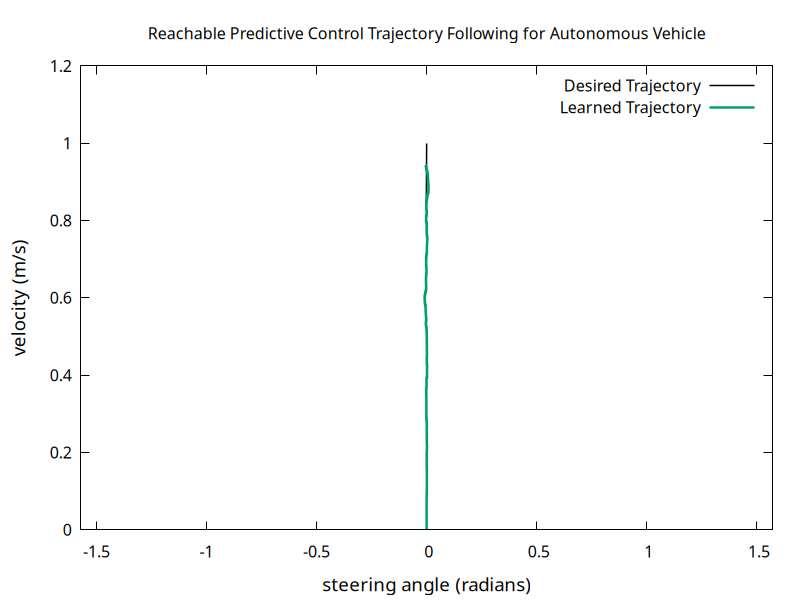 Reachable Predictive Control Trajectory Following for Autonomous Vehicle
Desired Trajectory
Learned Trajectory
1.2
1
0.8
0.6
0.4
0.2
0
velocity (m/s)
-1.5 -1 -0.5 0 0.5 1 1.5
steering angle (radians)